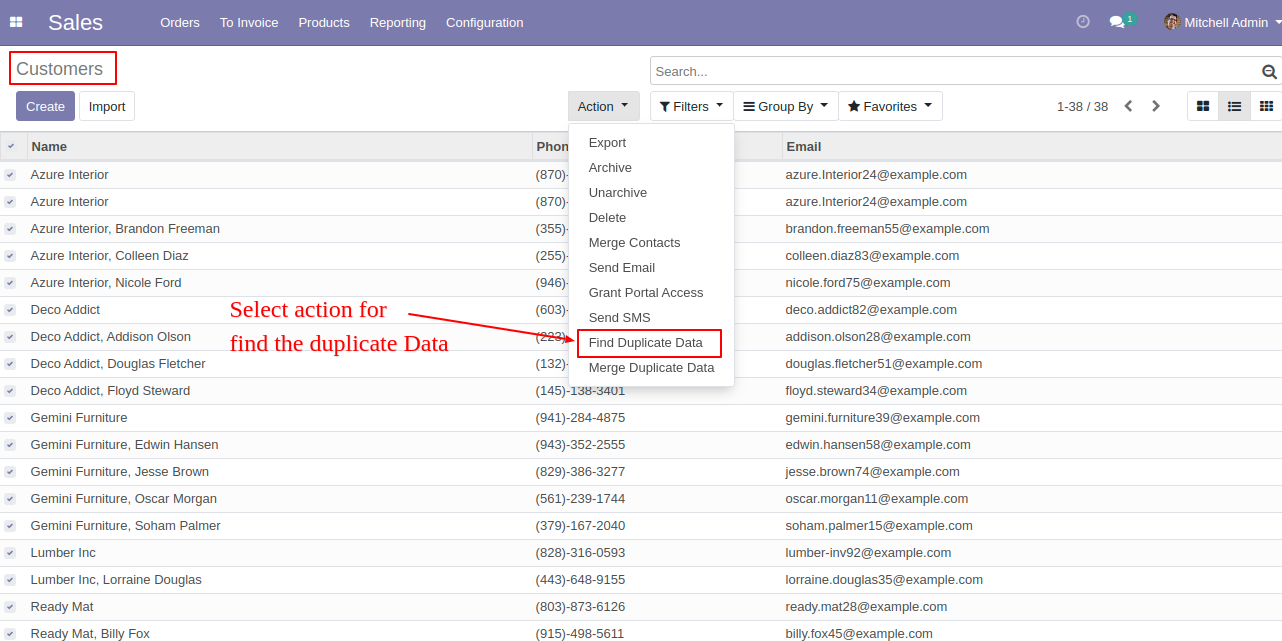 Sales Orders To Invoice Products Reporting Configuration 1 Mitchell Admin
Customers
Search...
Create Import Action Filters Group By Favorites 1-38 / 38
Name Phon Email
Export
Archive
Unarchive
Delete
Merge Contacts
Send Email
Grant Portal Access
Send SMS
Find Duplicate Data
Merge Duplicate Data
Azure Interior (870)- azure.Interior24@example.com
Azure Interior (870)- azure.Interior24@example.com
Azure Interior, Brandon Freeman (355)- brandon.freeman55@example.com
Azure Interior, Colleen Diaz (255)- colleen.diaz83@example.com
Azure Interior, Nicole Ford (946)- nicole.ford75@example.com
Deco Addict (603)- deco.addict82@example.com
Deco Addict, Addison Olson (223)- addison.olson28@example.com
Deco Addict, Douglas Fletcher (132)- douglas.fletcher51@example.com
Select action for
find the duplicate Data
Deco Addict, Floyd Steward (145)-138-3401 floyd.steward34@example.com
Gemini Furniture (941)-284-4875 gemini.furniture39@example.com
Gemini Furniture, Edwin Hansen (943)-352-2555 edwin.hansen58@example.com
Gemini Furniture, Jesse Brown (829)-386-3277 jesse.brown74@example.com
Gemini Furniture, Oscar Morgan (561)-239-1744 oscar.morgan11@example.com
Gemini Furniture, Soham Palmer (379)-167-2040 soham.palmer15@example.com
Lumber Inc (828)-316-0593 lumber-inv92@example.com
Lumber Inc, Lorraine Douglas (443)-648-9155 lorraine.douglas35@example.com
Ready Mat (803)-873-6126 ready.mat28@example.com
Ready Mat, Billy Fox (915)-498-5611 billy.fox45@example.com